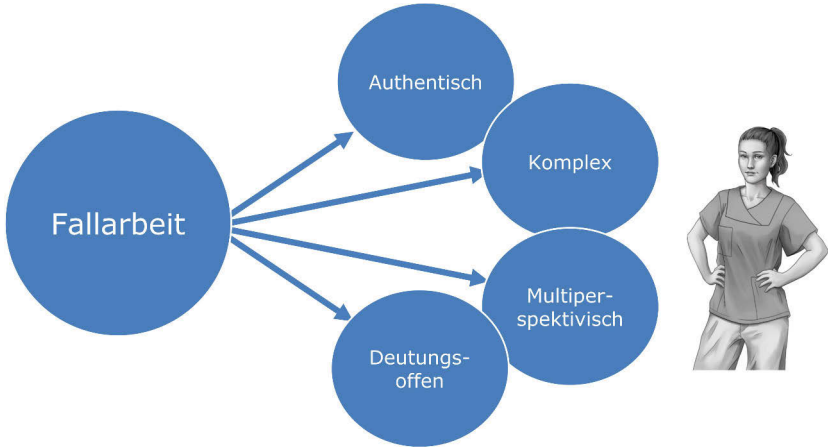 Fallarbeit
Authentisch
Komplex
Multiper-
spektivisch
Deutungs-
offen